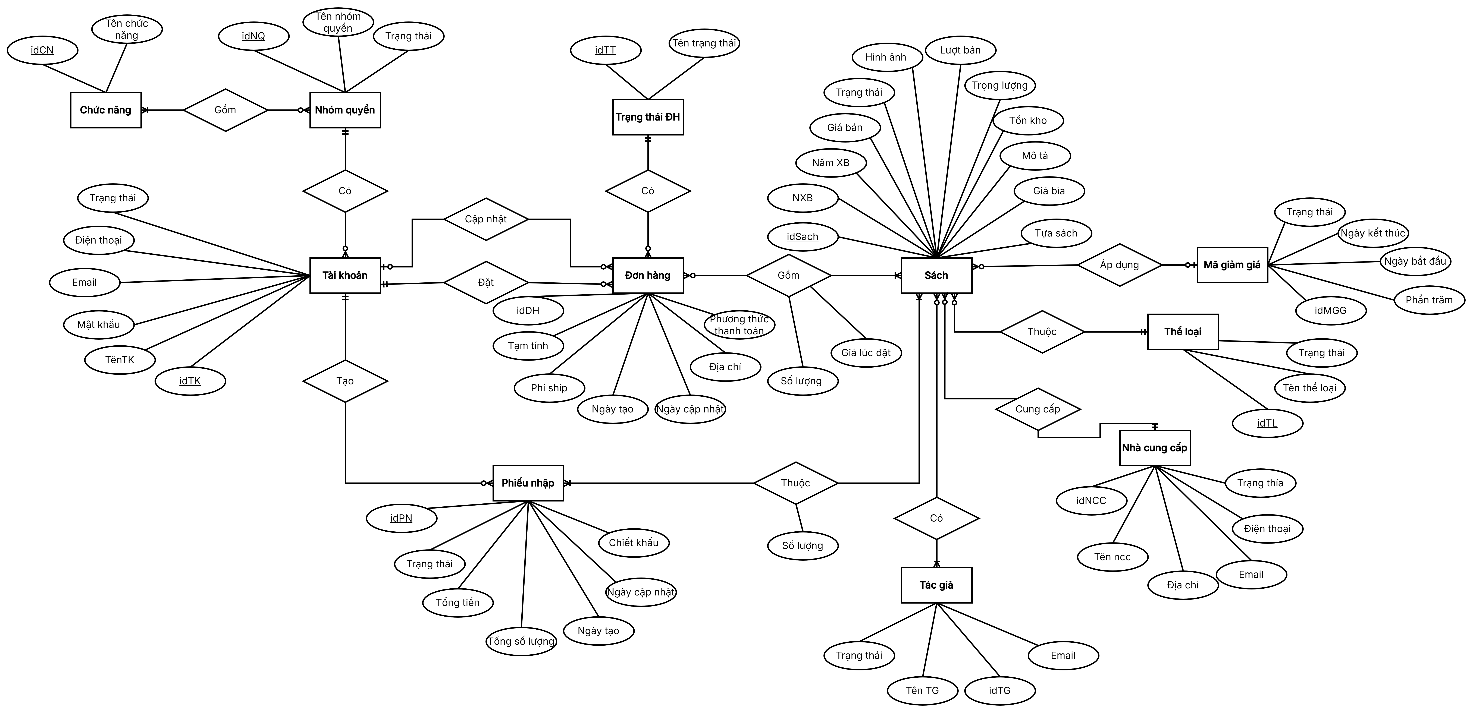 Tên chức
năng
idCN
Tên nhóm
quyền
idNQ
Trạng thái
idTT
Tên trạng thái
Hình ảnh
Lượt bán
Trạng thái
Trọng lượng
Chức năng
Gồm
Nhóm quyền
Trạng thái ĐH
Giá bán
Tồn kho
Năm XB
Mô tả
Có
Có
NXB
Giá bìa
Trạng thái
Cập nhật
idSach
Tựa sách
Trạng thái
Ngày kết thúc
Điện thoại
Email
Tài khoản
Đặt
Đơn hàng
Gồm
Sách
Áp dụng
Mã giảm giá
Ngày bắt đầu
Phần trăm
idMGG
Mật khẩu
TênTK
idTK
idDH
Tạm tính
Phí ship
Ngày tạo
Ngày cập nhật
Địa chỉ
Phương thức
thanh toán
Số lượng
Gía lúc đặt
Thuộc
Thể loại
Trạng thái
Tên thể loại
idTL
Tạo
Cung cấp
Nhà cung cấp
idNCC
Trạng thía
Điện thoại
Tên ncc
Địa chỉ
Email
Phiếu nhập
Thuộc
Số lượng
idPN
Trạng thái
Tổng tiền
Tổng số lượng
Ngày tạo
Ngày cập nhật
Chiết khấu
Có
Tác giả
Trạng thái
Tên TG
idTG
Email